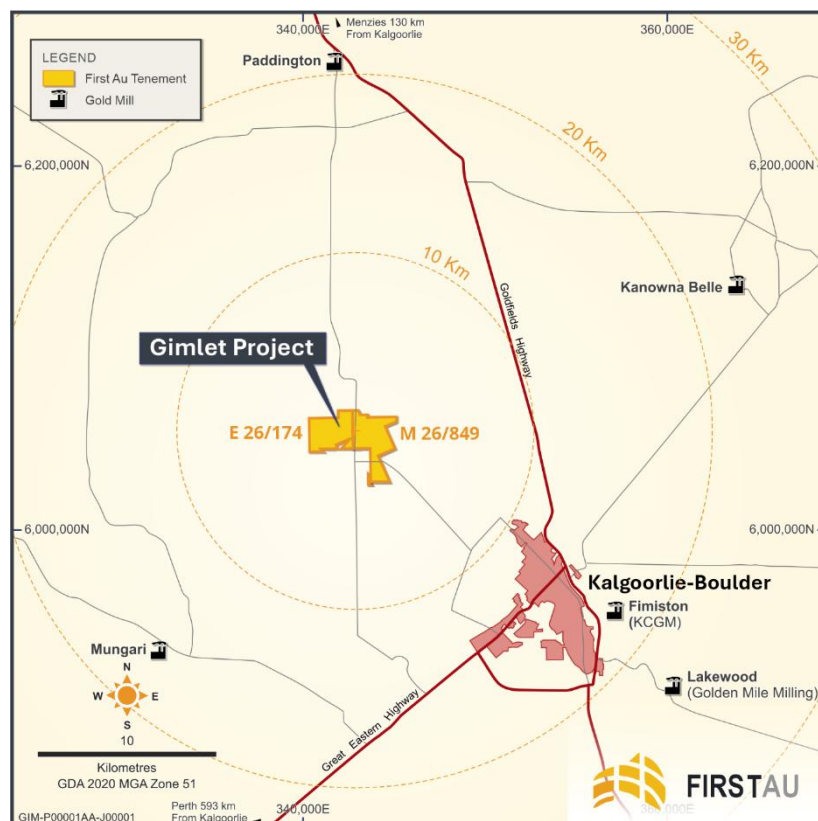 340,000E
Menzies 130 km
From Kalgoorlie
360,000E
30 Km
LEGEND
First Au Tenement
Gold Mill
Paddington
20 Km
6,200,000N
6,200,000N
10 Km
Goldfields Highway
Kanowna Belle
Gimlet Project
E 26/174
M 26/849
6,000,000N
6,000,000N
Kalgoorlie-Boulder
Fimiston
(KCGM)
Mungari
N
W
E
S
Lakewood
(Golden Mile Milling)
10
Kilometres
GDA 2020 MGA Zone 51
Great Eastern Highway
FIRSTAU
GIM-P00001AA-J00001
Perth 593 km
From Kalgoorlie
340,000E
360,000E